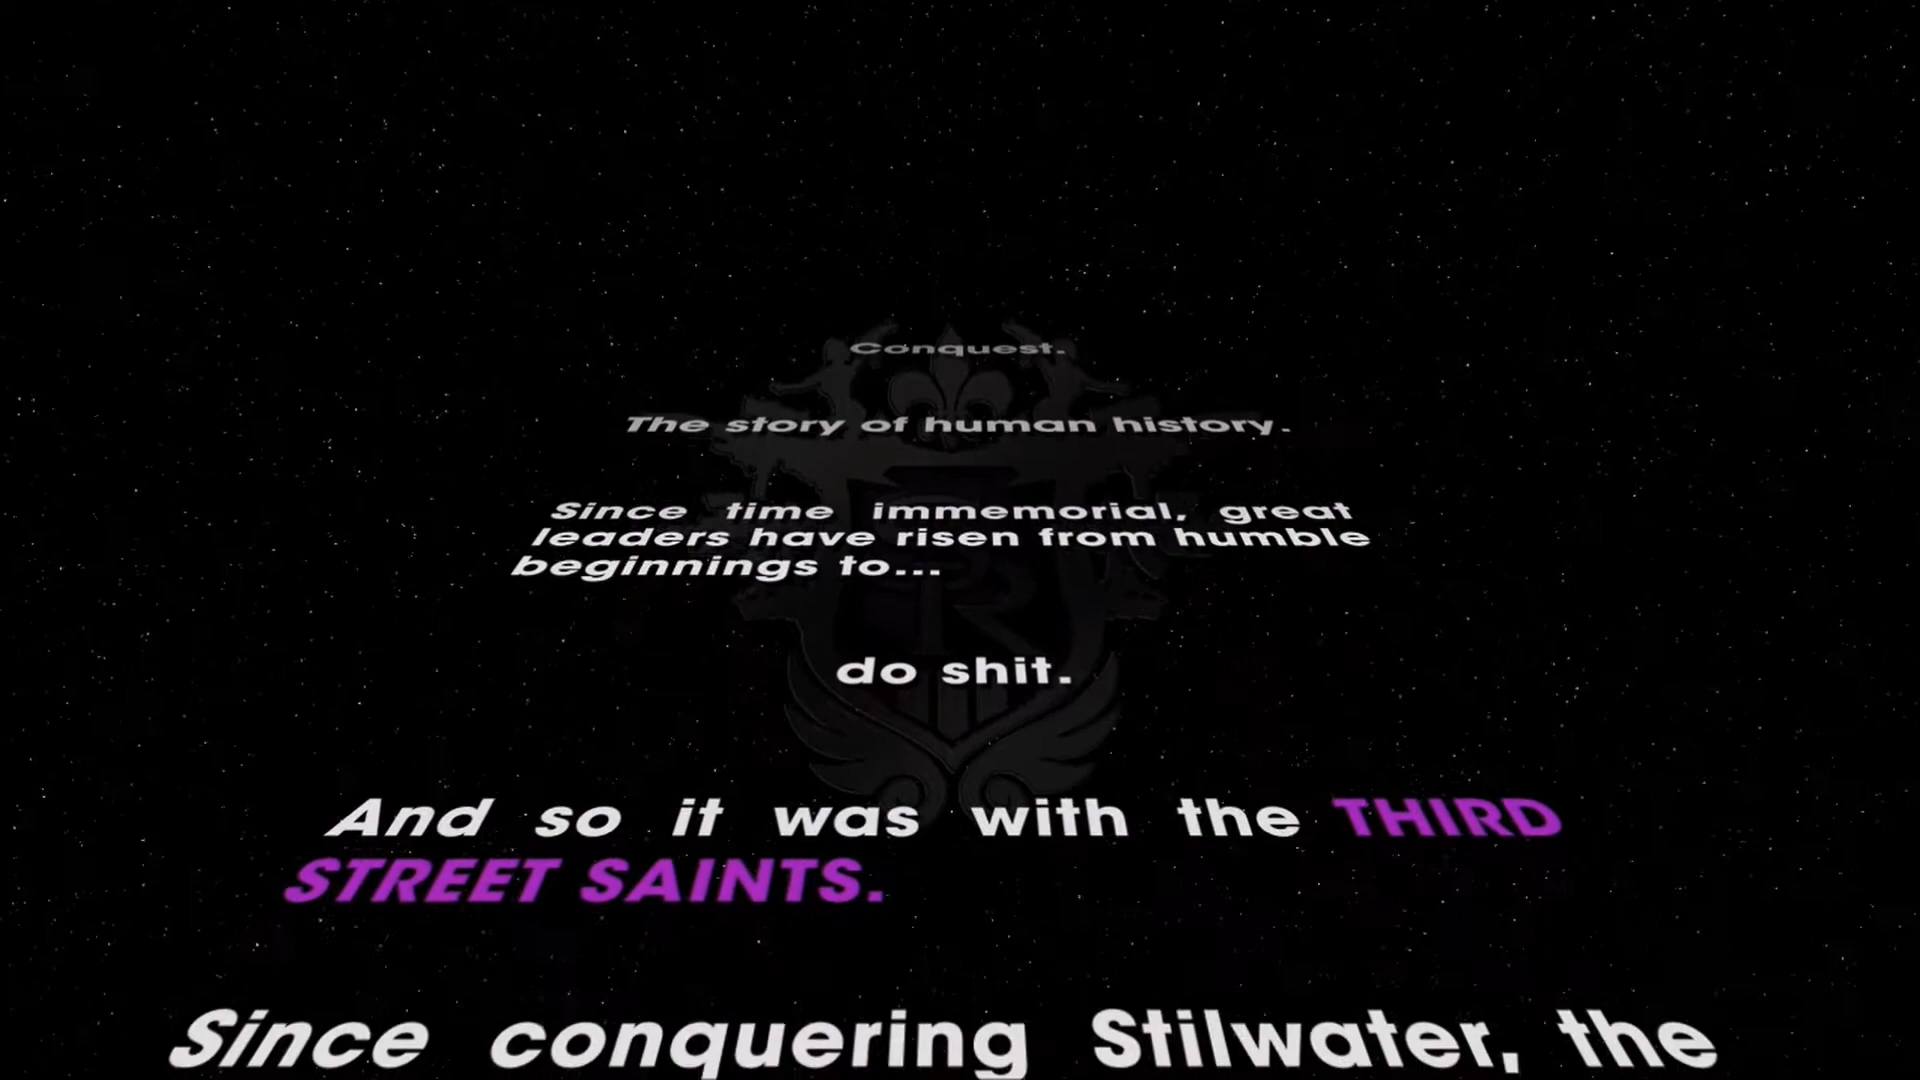 Conquest.
The story of human history.
Since time immemorial, great
leaders have risen from humble
beginnings to...
do shit.
And so it was with the THIRD
STREET SAINTS.
Since conquering Stilwater, the